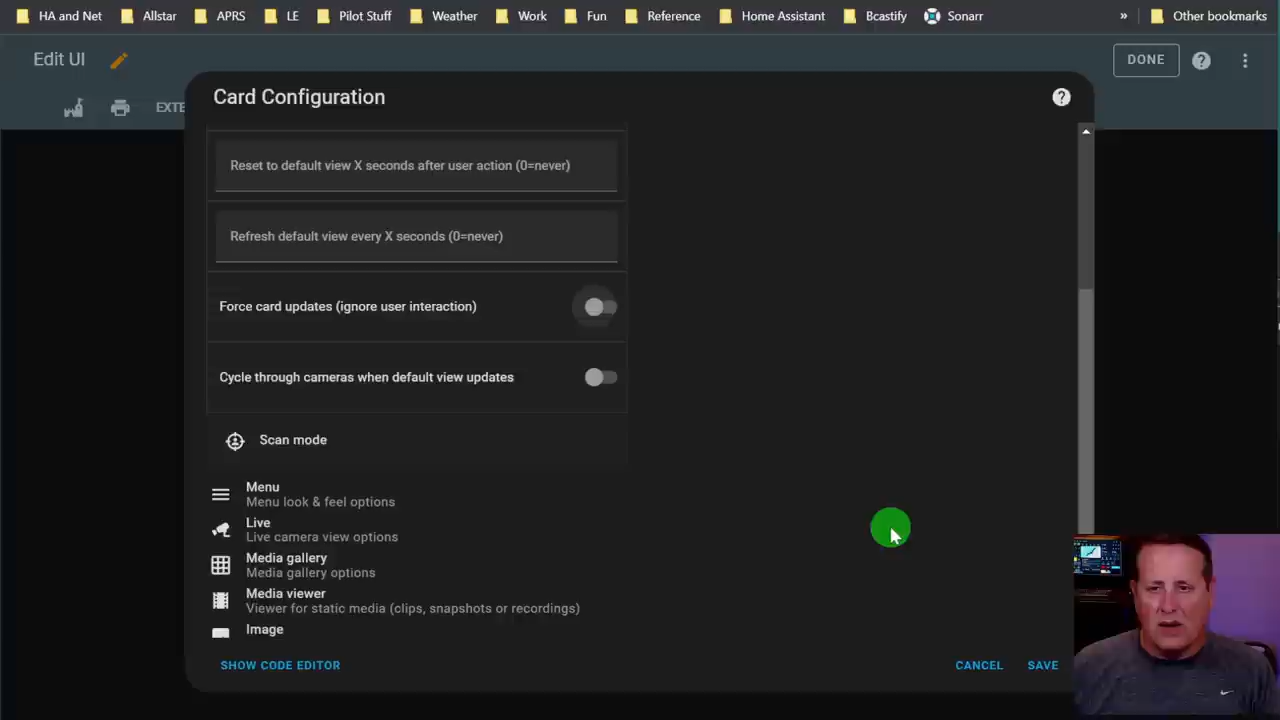 HA and Net Allstar APRS LE Pilot Stuff Weather Work Fun Reference Home Assistant Bcastify Sonarr » Other bookmarks
Edit UI DONE
EXTE
Card Configuration
Reset to default view X seconds after user action (0=never)
Refresh default view every X seconds (0=never)
Force card updates (ignore user interaction)
Cycle through cameras when default view updates
Scan mode
Menu
Menu look & feel options
Live
Live camera view options
Media gallery
Media gallery options
Media viewer
Viewer for static media (clips, snapshots or recordings)
Image
SHOW CODE EDITOR CANCEL SAVE